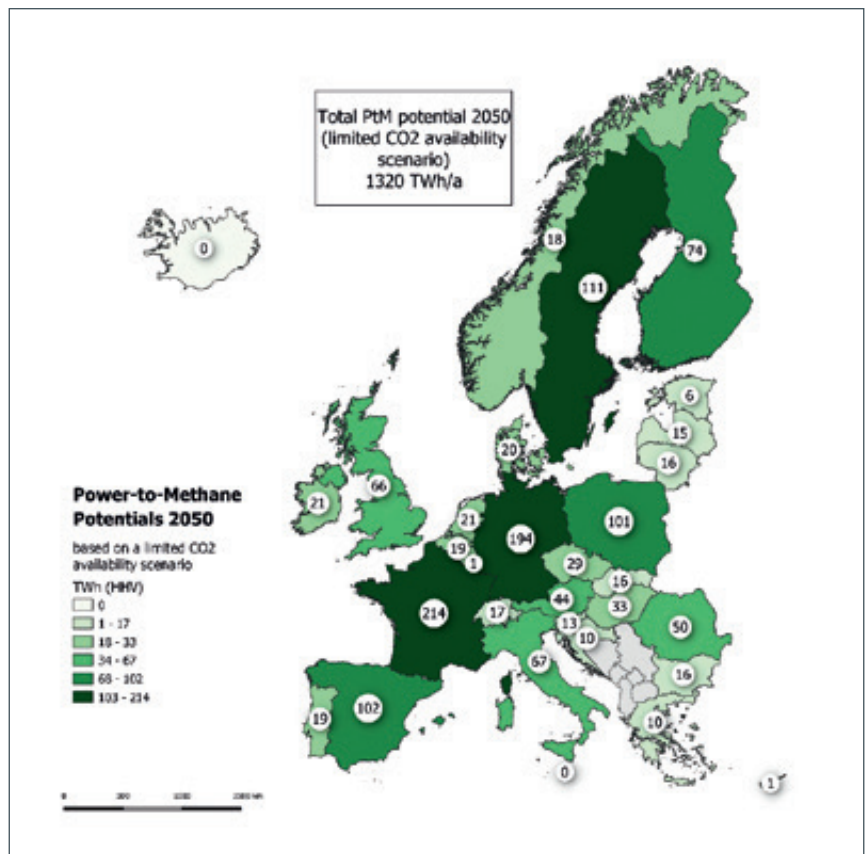 Total PtM potential 2050
(limited CO2 availability
scenario)
1320 TWh/a
0
18
74
111
6
15
16
20
66
21
21
19
1
194
101
29
16
44
33
17
13
10
50
214
67
16
102
19
10
0
1
Power-to-Methane
Potentials 2050
based on a limited CO2
availability scenario
TWh (HHV)
0
1 - 17
18 - 33
34 - 67
68 - 102
103 - 214
0